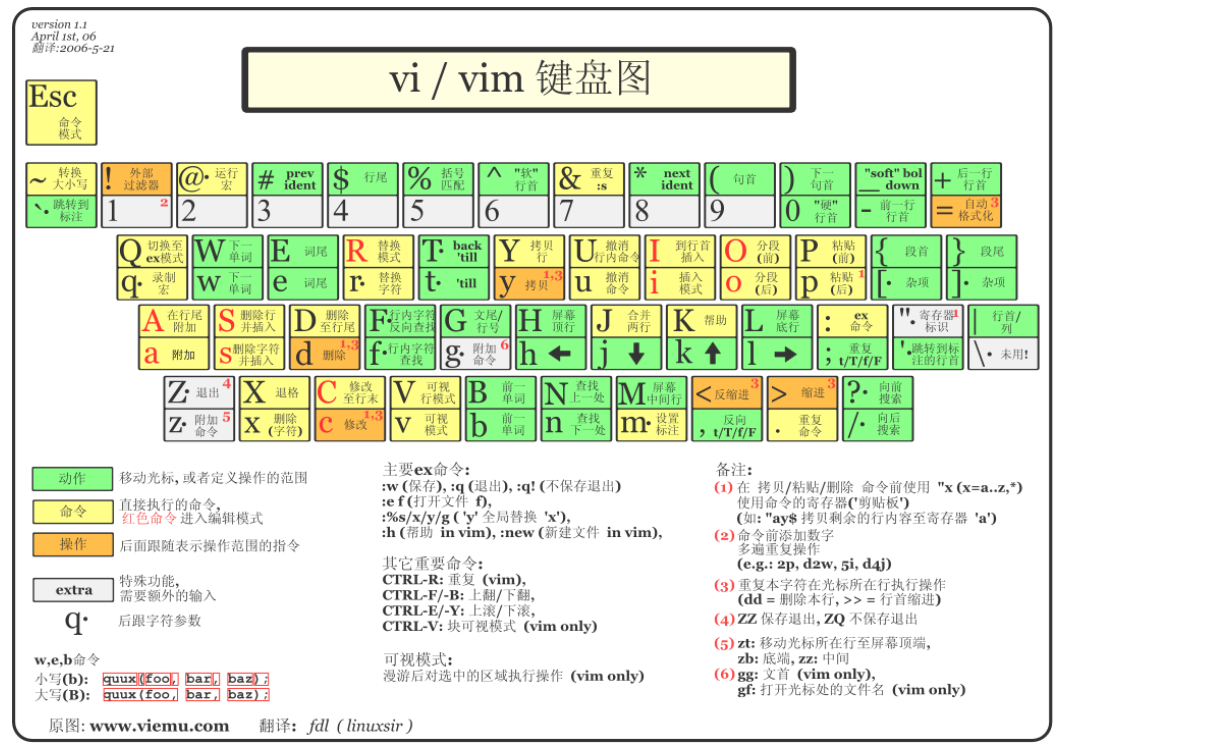 version 1.1
April 1st, 06
翻译:2006-5-21
vi / vim 键盘图
Esc
命令
模式
~ 转换
大小写
! 外部
过滤器
@· 运行
宏
# prev
ident
$ 行尾
% 括号
匹配
^ "软"
行首
& 重复
:s
* next
ident
( 句首
) 下一
句首
"soft" bol
_ down
+ 后一行
行首
`· 跳转到
标注
1 2
2
3
4
5
6
7
8
9
0 "硬"
行首
- 前一行
行首
= 自动3
格式化
Q 切换至
ex模式
W 下一
单词
E 词尾
R 替换
模式
T· back
'till
Y 拷贝
行
U 撤消
行内命令
I 到行首
插入
O 分段
(前)
P 粘贴
(前)
{ 段首
} 段尾
q· 录制
宏
w 下一
单词
e 词尾
r· 替换
字符
t· 'till
y 拷贝 1,3
u 撤消
命令
i 插入
模式
o 分段
(后)
p 粘贴 1
(后)
[· 杂项
]· 杂项
A 在行尾
附加
S 删除行
并插入
D 删除
至行尾
F· 行内字符
反向查找
G 文尾/
行号
H 屏幕
顶行
J 合并
两行
K 帮助
L 屏幕
底行
: ex
命令
"· 寄存器1
标识
| 行首/
列
a 附加
s 删除字符
并插入
d 删除 1,3
f· 行内字符
查找
g· 附加 6
命令
h ←
j ↓
k ↑
l →
; 重复
t/T/f/F
'· 跳转到标
注的行首
\· 未用!
Z· 退出 4
X 退格
C 修改
至行末
V 可视
行模式
B 前一
单词
N 查找
上一处
M 屏幕
中间行
< 反缩进 3
> 缩进 3
?· 向前
搜索
z· 附加 5
命令
x 删除
(字符)
c 修改 1,3
v 可视
模式
b 前一
单词
n 查找
下一处
m· 设置
标注
, 反向
t/T/f/F
. 重复
命令
/· 向后
搜索
动作 移动光标, 或者定义操作的范围
命令 直接执行的命令,
红色命令 进入编辑模式
操作 后面跟随表示操作范围的指令
extra 特殊功能,
需要额外的输入
q· 后跟字符参数
w,e,b命令
小写(b): quux(foo, bar, baz);
大写(B): quux(foo, bar, baz);
主要ex命令:
:w (保存), :q (退出), :q! (不保存退出)
:e f (打开文件 f),
:%s/x/y/g ( 'y' 全局替换 'x'),
:h (帮助 in vim), :new (新建文件 in vim),
其它重要命令:
CTRL-R: 重复 (vim),
CTRL-F/-B: 上翻/下翻,
CTRL-E/-Y: 上滚/下滚,
CTRL-V: 块可视模式 (vim only)
可视模式:
漫游后对选中的区域执行操作 (vim only)
备注:
(1) 在 拷贝/粘贴/删除 命令前使用 "x (x=a..z,*)
使用命令的寄存器('剪贴板')
(如: "ay$ 拷贝剩余的行内容至寄存器 'a')
(2) 命令前添加数字
多遍重复操作
(e.g.: 2p, d2w, 5i, d4j)
(3) 重复本字符在光标所在行执行操作
(dd = 删除本行, >> = 行首缩进)
(4) ZZ 保存退出, ZQ 不保存退出
(5) zt: 移动光标所在行至屏幕顶端,
zb: 底端, zz: 中间
(6) gg: 文首 (vim only),
gf: 打开光标处的文件名 (vim only)
原图: www.viemu.com 翻译: fdl ( linuxsir )